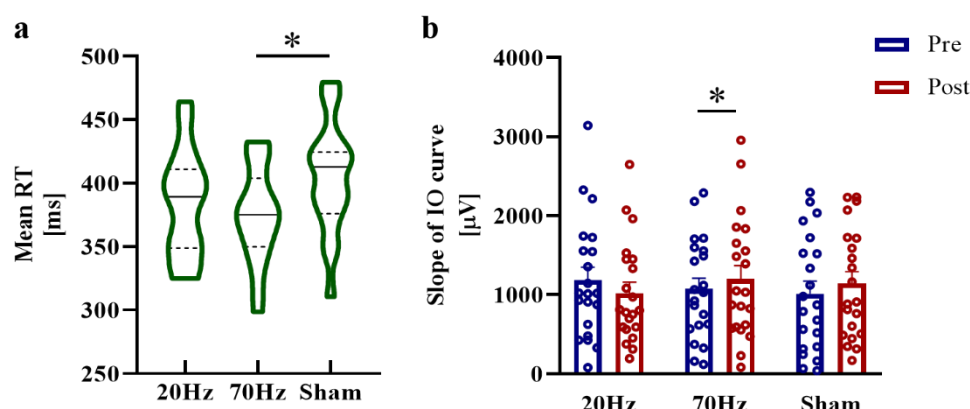 a
*
Mean RT
[ms]
500
450
400
350
300
250
20Hz 70Hz Sham
b
Pre
Post
*
Slope of IO curve
[µV]
4000
3000
2000
1000
0
20Hz 70Hz Sham